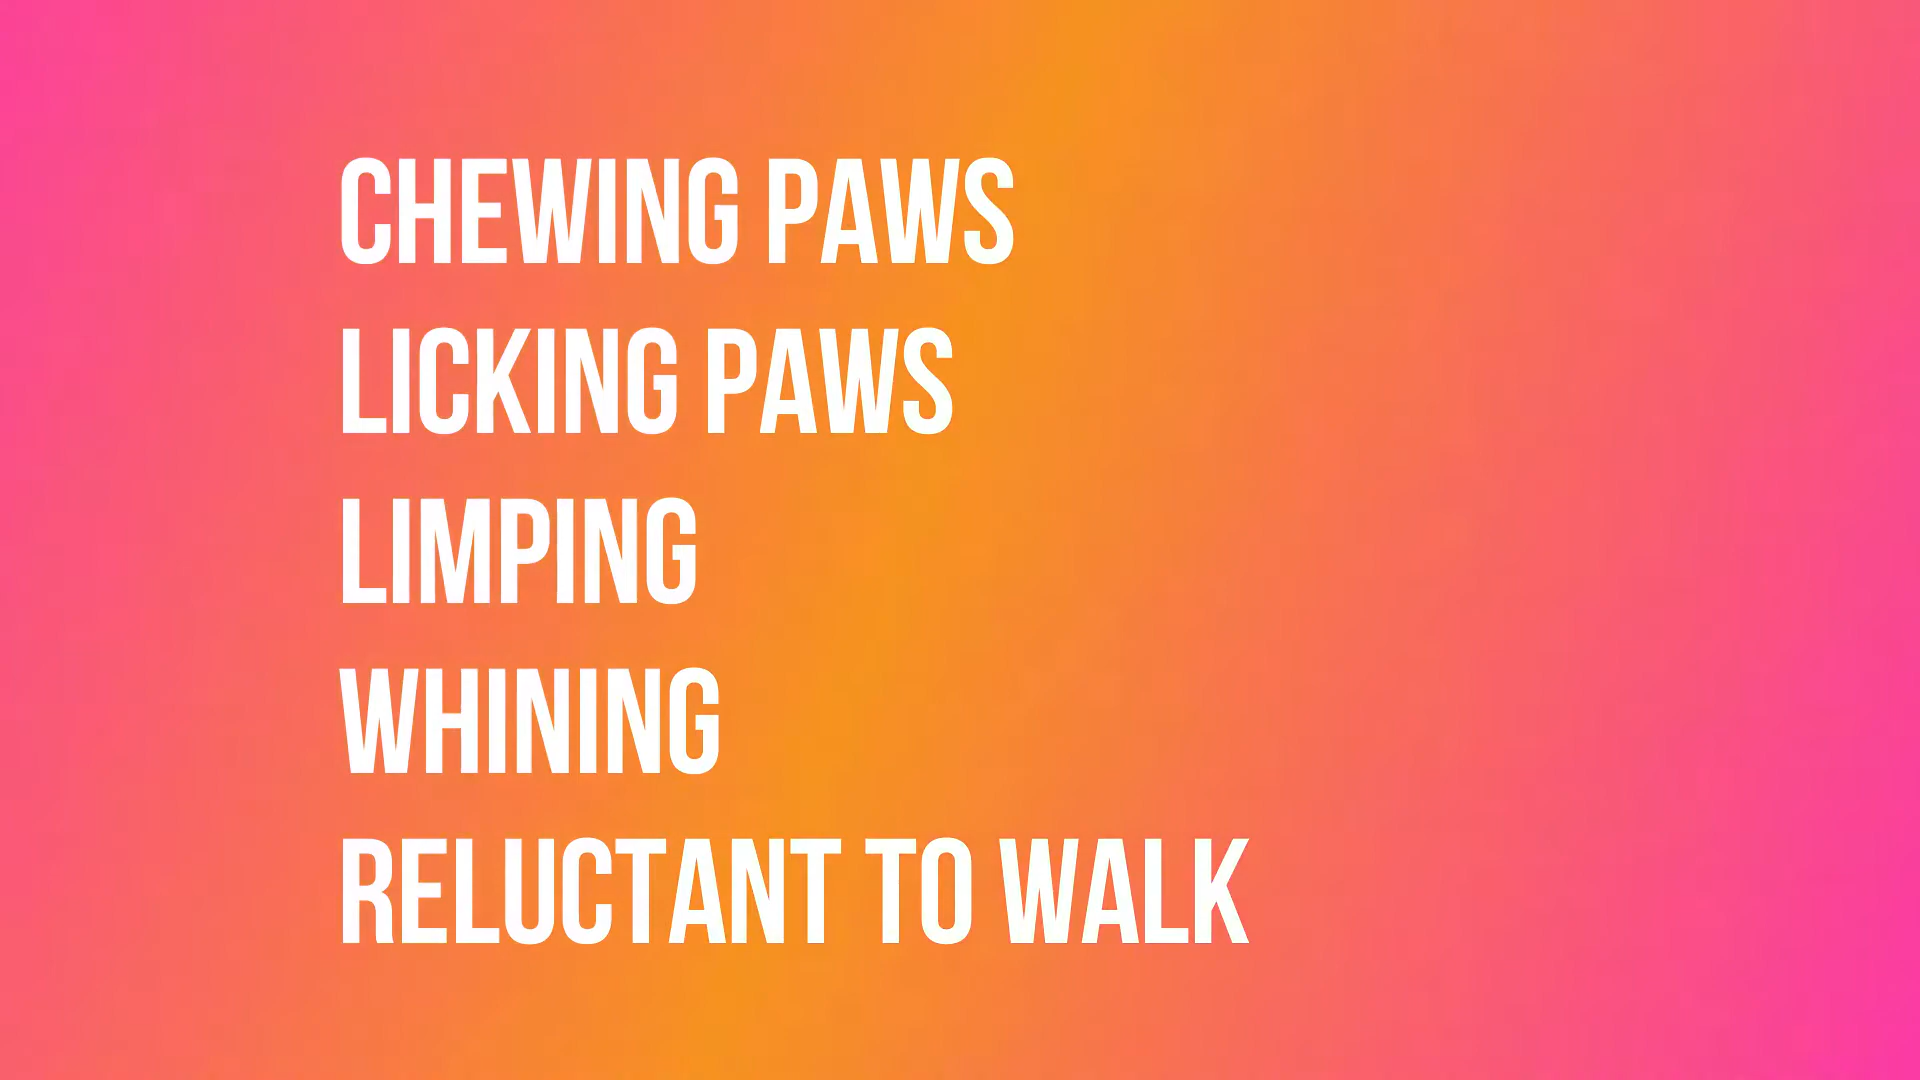 CHEWING PAWS
LICKING PAWS
LIMPING
WHINING
RELUCTANT TO WALK